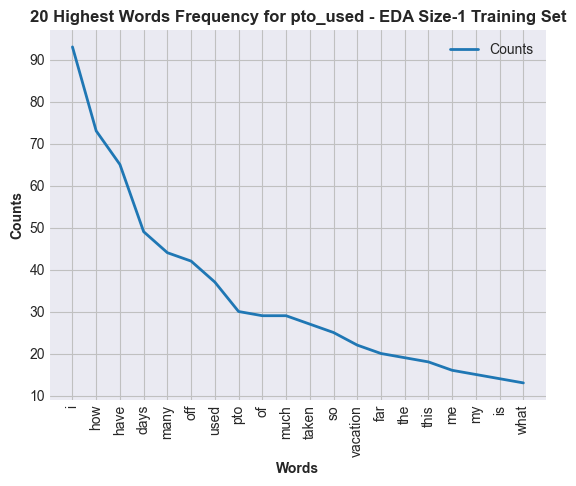 20 Highest Words Frequency for pto_used - EDA Size-1 Training Set
Counts
90
80
70
60
50
40
30
20
10
Counts
i
how
have
days
many
off
used
pto
of
much
taken
so
vacation
far
the
this
me
my
is
what
Words